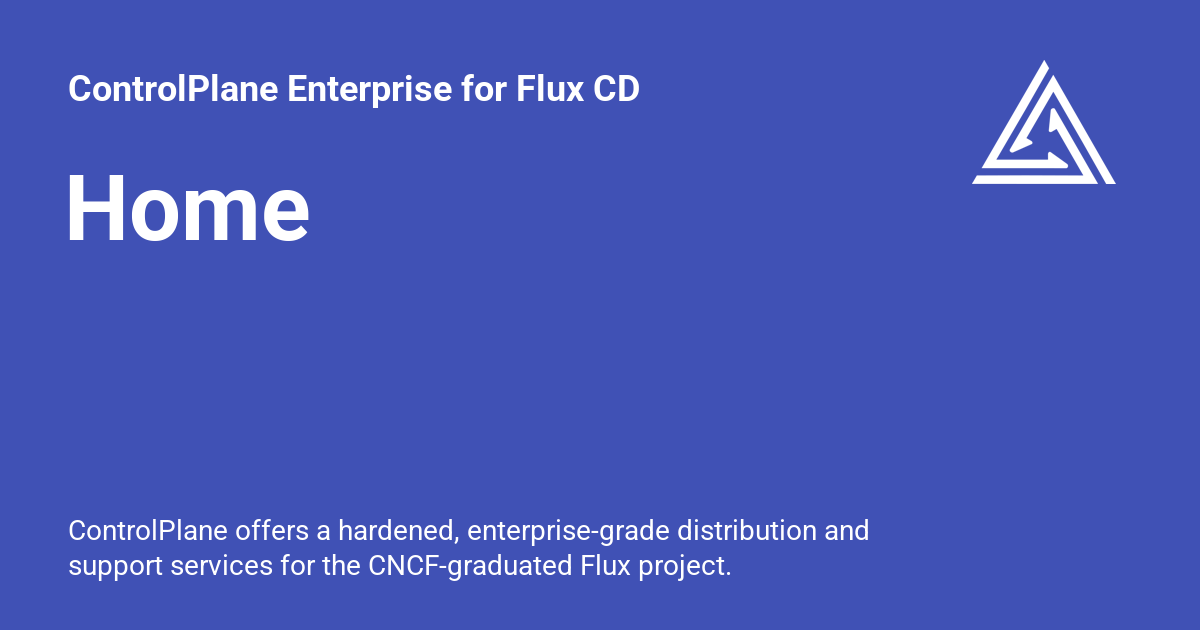 ControlPlane Enterprise for Flux CD
Home
ControlPlane offers a hardened, enterprise-grade distribution and
support services for the CNCF-graduated Flux project.